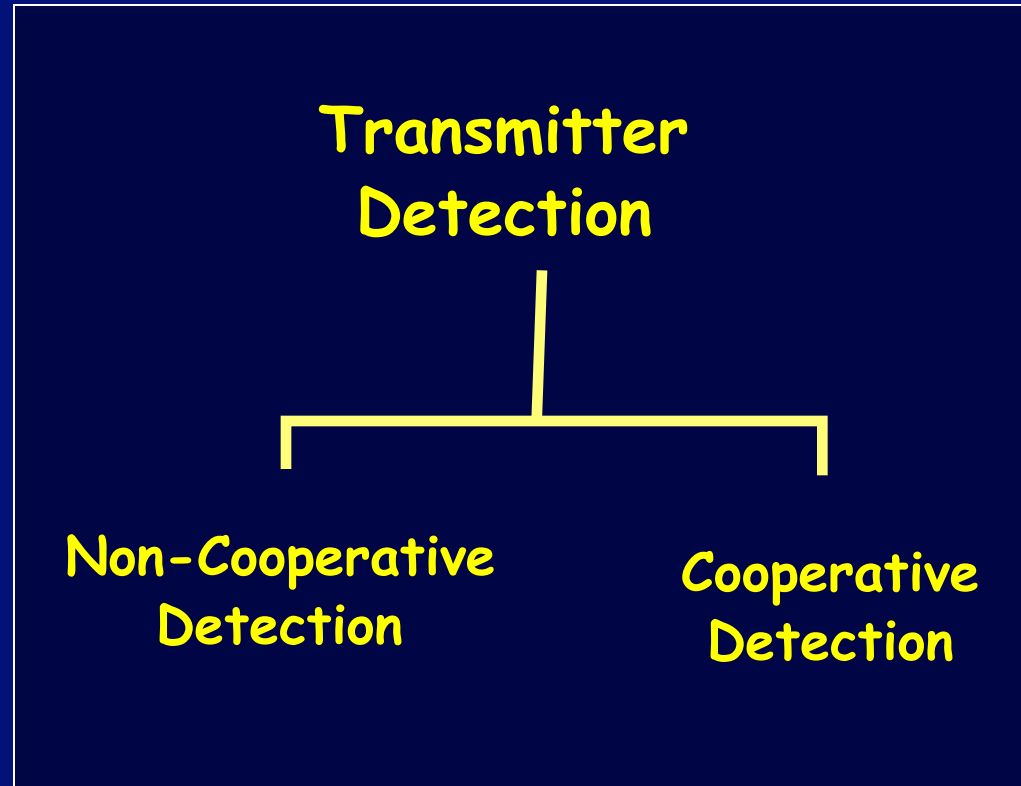 Transmitter
Detection
Non-Cooperative
Detection
Cooperative
Detection